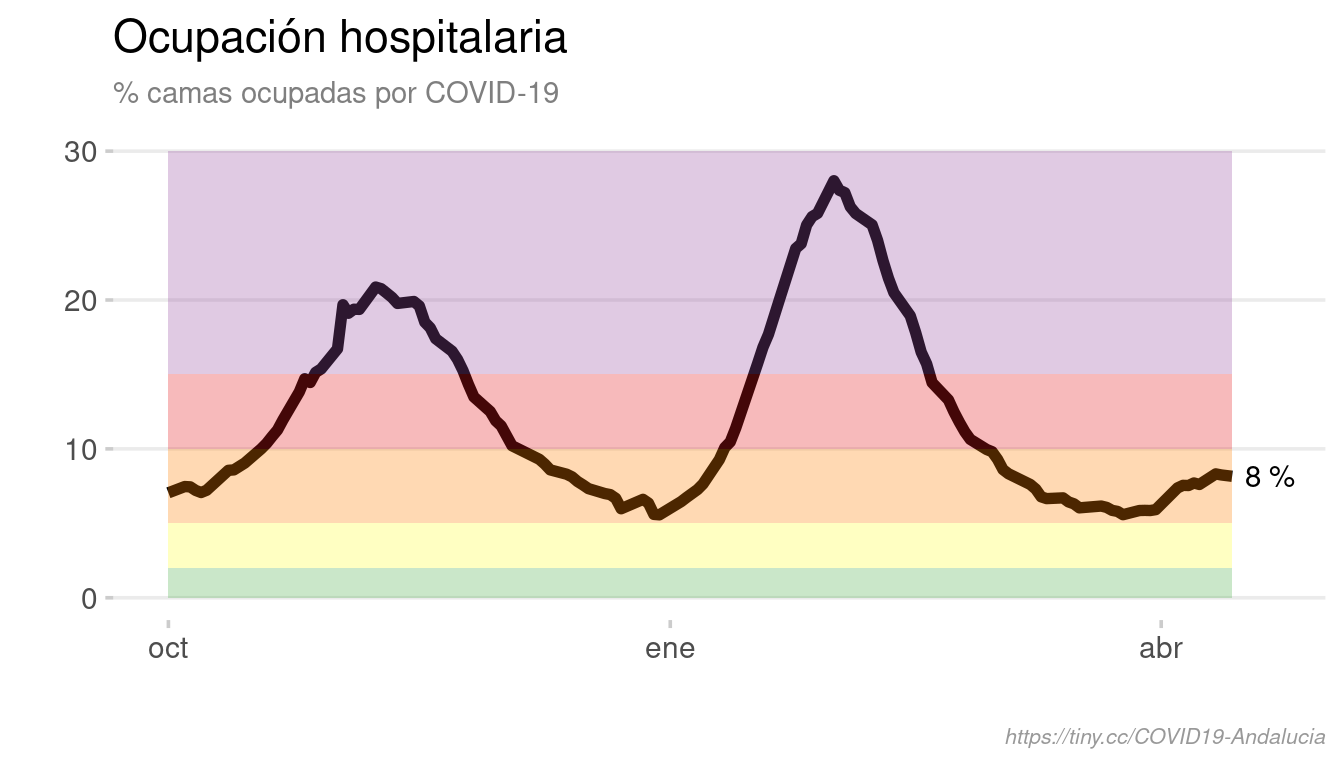 Ocupación hospitalaria
% camas ocupadas por COVID-19
30
20
10
0
8 %
oct ene abr
https://tiny.cc/COVID19-Andalucia